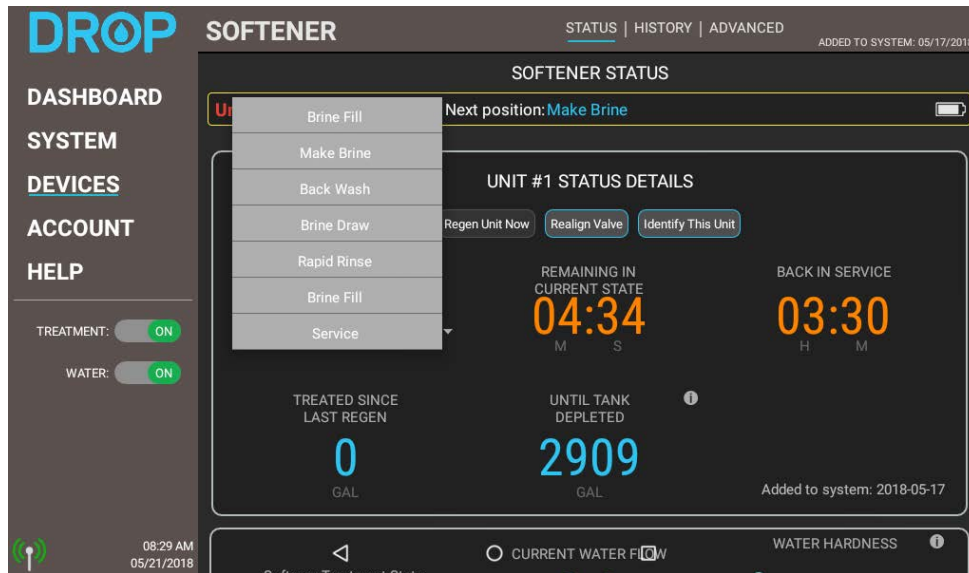 DROP
SOFTENER
STATUS | HISTORY | ADVANCED
ADDED TO SYSTEM: 05/17/201
DASHBOARD
SYSTEM
DEVICES
ACCOUNT
HELP
TREATMENT: ON
WATER: ON
08:29 AM
05/21/2018
SOFTENER STATUS
Next position: Make Brine
Brine Fill
Make Brine
Back Wash
Brine Draw
Rapid Rinse
Brine Fill
Service
UNIT #1 STATUS DETAILS
Regen Unit Now Realign Valve Identify This Unit
REMAINING IN
CURRENT STATE
04:34
M S
BACK IN SERVICE
03:30
H M
TREATED SINCE
LAST REGEN
0
GAL
UNTIL TANK
DEPLETED
2909
GAL
Added to system: 2018-05-17
CURRENT WATER FLOW
WATER HARDNESS